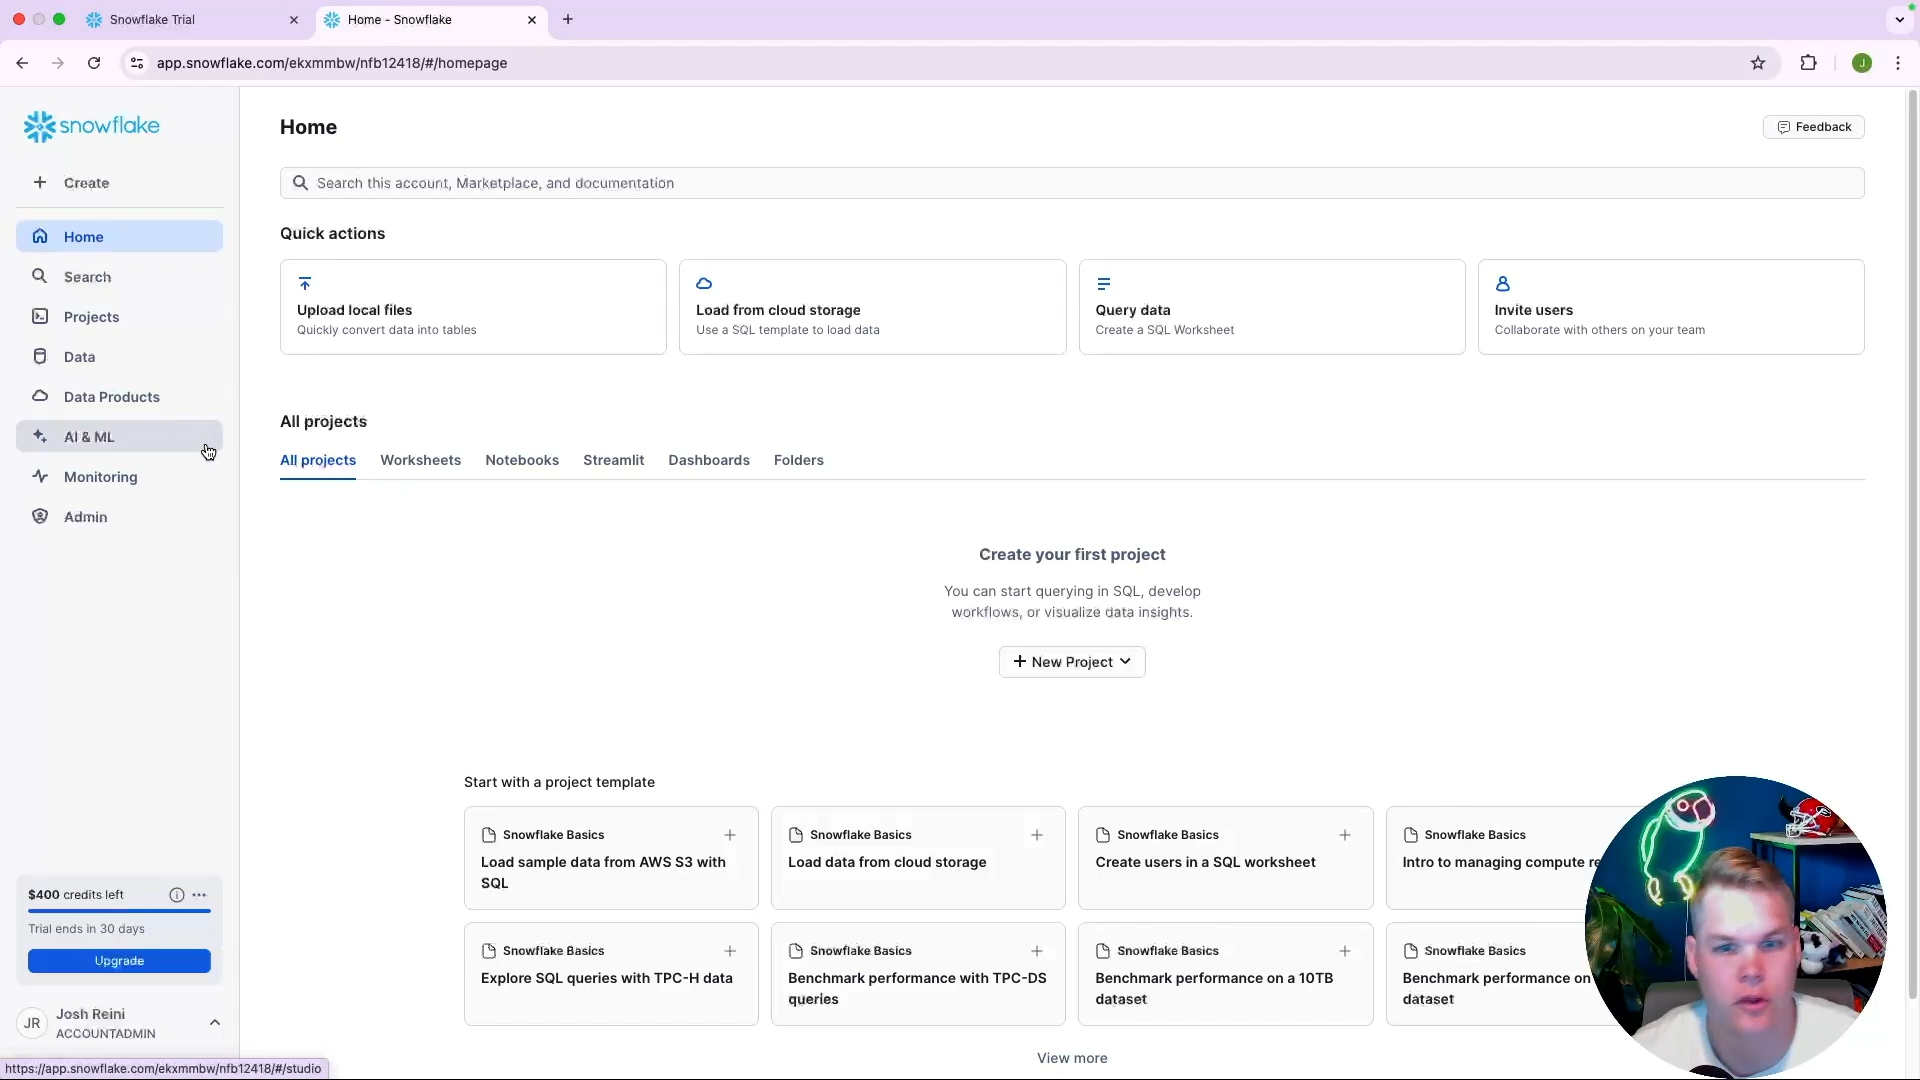 Snowflake Trial
Home - Snowflake
app.snowflake.com/ekxmmbw/nfb12418/#/homepage
J
snowflake
Create
Home
Search
Projects
Data
Data Products
AI & ML
Monitoring
Admin
$400 credits left
Trial ends in 30 days
Upgrade
JR
Josh Reini
ACCOUNTADMIN
https://app.snowflake.com/ekxmmbw/nfb12418/#/studio
Home
Feedback
Search this account, Marketplace, and documentation
Quick actions
Upload local files
Quickly convert data into tables
Load from cloud storage
Use a SQL template to load data
Query data
Create a SQL Worksheet
Invite users
Collaborate with others on your team
All projects
All projects
Worksheets
Notebooks
Streamlit
Dashboards
Folders
Create your first project
You can start querying in SQL, develop
workflows, or visualize data insights.
New Project
Start with a project template
Snowflake Basics
Load sample data from AWS S3 with
SQL
Snowflake Basics
Load data from cloud storage
Snowflake Basics
Create users in a SQL worksheet
Snowflake Basics
Intro to managing compute re
Snowflake Basics
Explore SQL queries with TPC-H data
Snowflake Basics
Benchmark performance with TPC-DS
queries
Snowflake Basics
Benchmark performance on a 10TB
dataset
Snowflake Basics
Benchmark performance on
dataset
View more